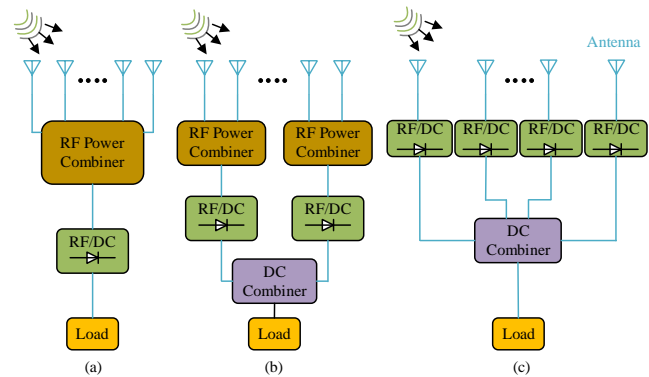 Antenna
RF Power
Combiner
RF/DC
Load
(a)
RF Power
Combiner
RF Power
Combiner
RF/DC
RF/DC
DC
Combiner
Load
(b)
RF/DC
RF/DC
RF/DC
RF/DC
DC
Combiner
Load
(c)